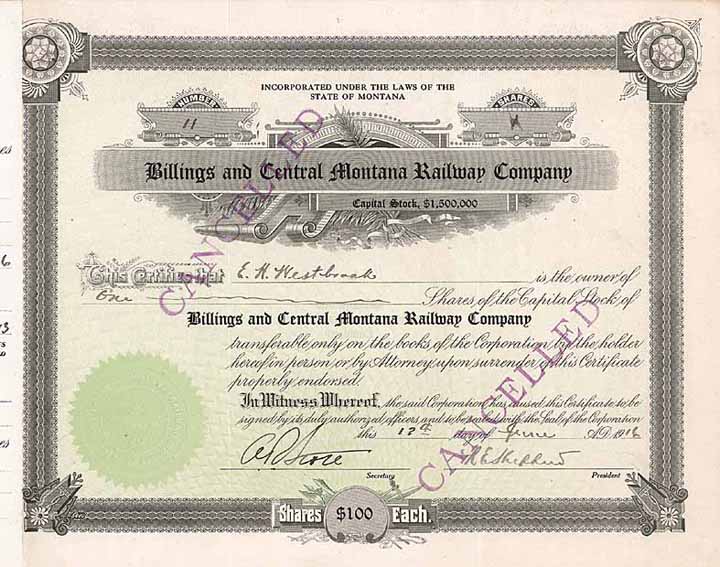 INCORPORATED UNDER THE LAWS OF THE
STATE OF MONTANA
NUMBER
11
SHARES
Billings and Central Montana Railway Company
Capital Stock, $1,500,000
CANCELLED
This Certifies that E. H. Westbrook is the owner of
One Shares of the Capital Stock of
Billings and Central Montana Railway Company
transferable only on the books of the Corporation by the holder
hereof in person or by Attorney upon surrender of this Certificate
properly endorsed.
In Witness Whereof, the said Corporation has caused this Certificate to be
signed by its duly authorized officers and to be sealed with the Seal of the Corporation
this day of June A.D. 1916
CANCELLED
Secretary
President
Shares $100 Each.